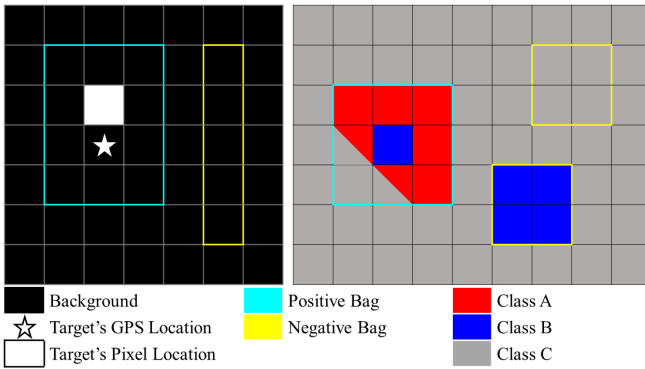 Background
Positive Bag
Class A
Target's GPS Location
Negative Bag
Class B
Target's Pixel Location
Class C